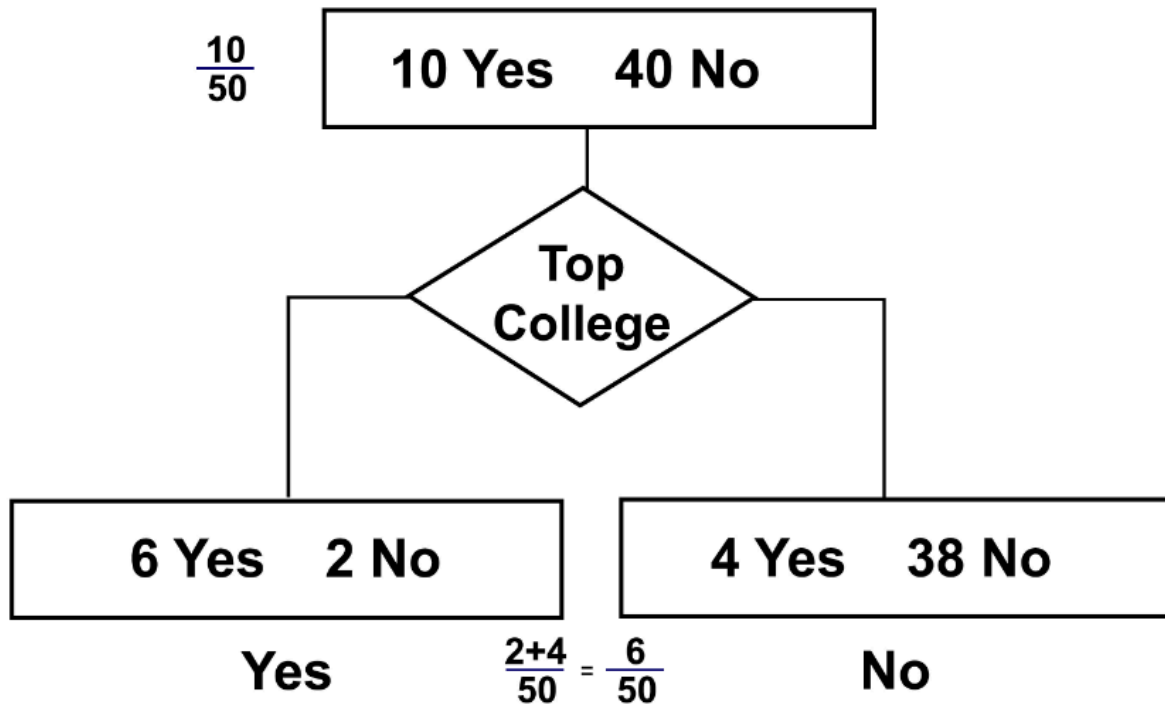 10/50
10 Yes 40 No
Top
College
6 Yes 2 No
4 Yes 38 No
Yes
2+4/50 = 6/50
No